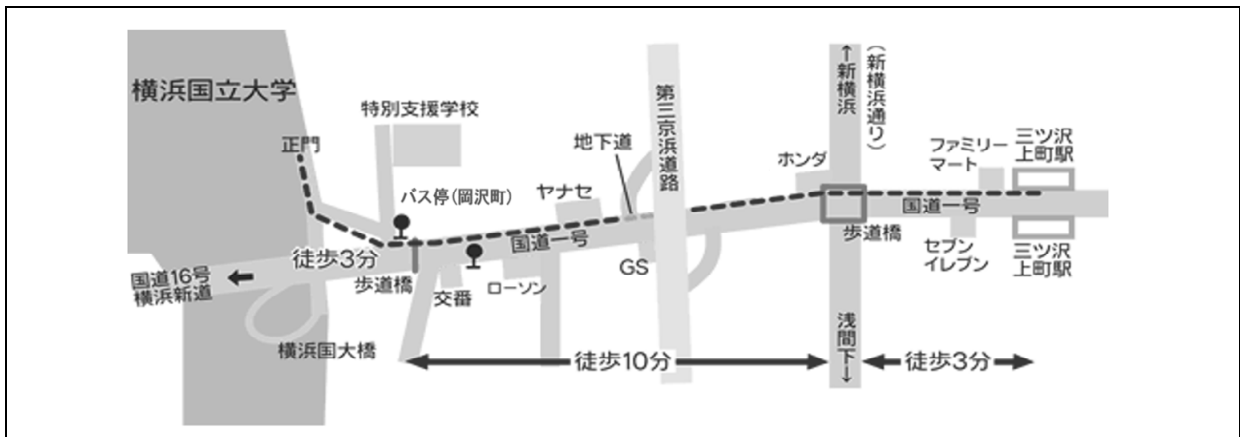 横浜国立大学
正門
特別支援学校
バス停(岡沢町)
地下道
ヤナセ
第三京浜道路
ホンダ
↑新横浜
(新横浜通り)
ファミリー
マート
三ツ沢
上町駅
国道一号
歩道橋
セブン
イレブン
三ツ沢
上町駅
国道一号
GS
徒歩3分
国道16号
横浜新道
歩道橋
交番
ローソン
横浜国大橋
徒歩10分
浅間下↓
徒歩3分